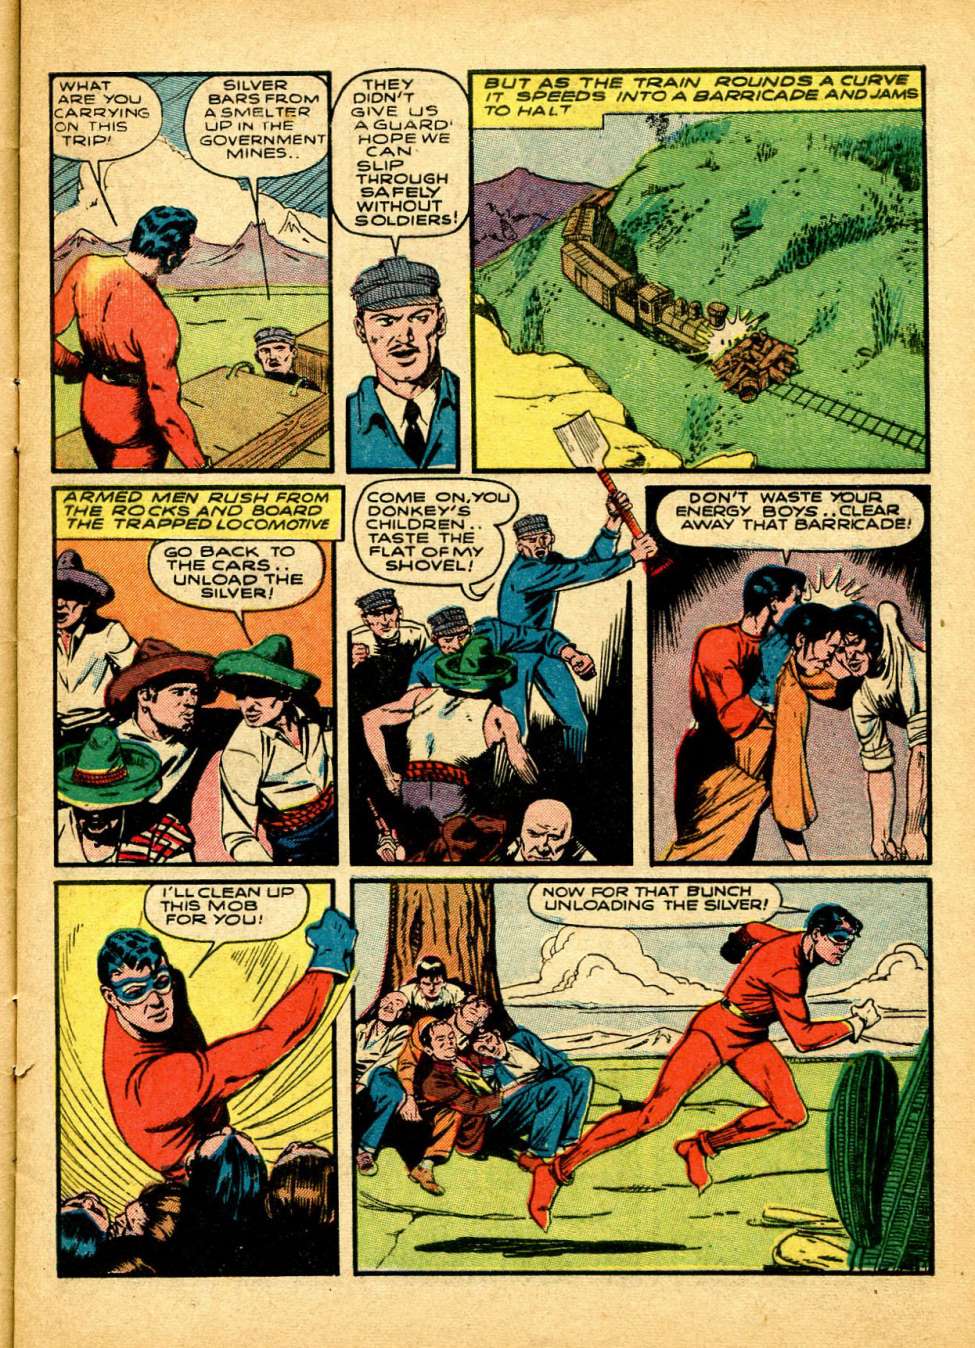 WHAT
ARE YOU
CARRYING
ON THIS
TRIP!
SILVER
BARS FROM
A SMELTER
UP IN THE
GOVERNMENT
MINES..
THEY
DIDN'T
GIVE US
A GUARD!
HOPE WE
CAN
SLIP
THROUGH
SAFELY
WITHOUT
SOLDIERS!
BUT AS THE TRAIN ROUNDS A CURVE
IT SPEEDS INTO A BARRICADE AND JAMS
TO HALT
ARMED MEN RUSH FROM
THE ROCKS AND BOARD
THE TRAPPED LOCOMOTIVE
GO BACK TO
THE CARS..
UNLOAD THE
SILVER!
COME ON, YOU
DONKEY'S
CHILDREN..
TASTE THE
FLAT OF MY
SHOVEL!
DON'T WASTE YOUR
ENERGY BOYS..CLEAR
AWAY THAT BARRICADE!
I'LL CLEAN UP
THIS MOB
FOR YOU!
NOW FOR THAT BUNCH
UNLOADING THE SILVER!